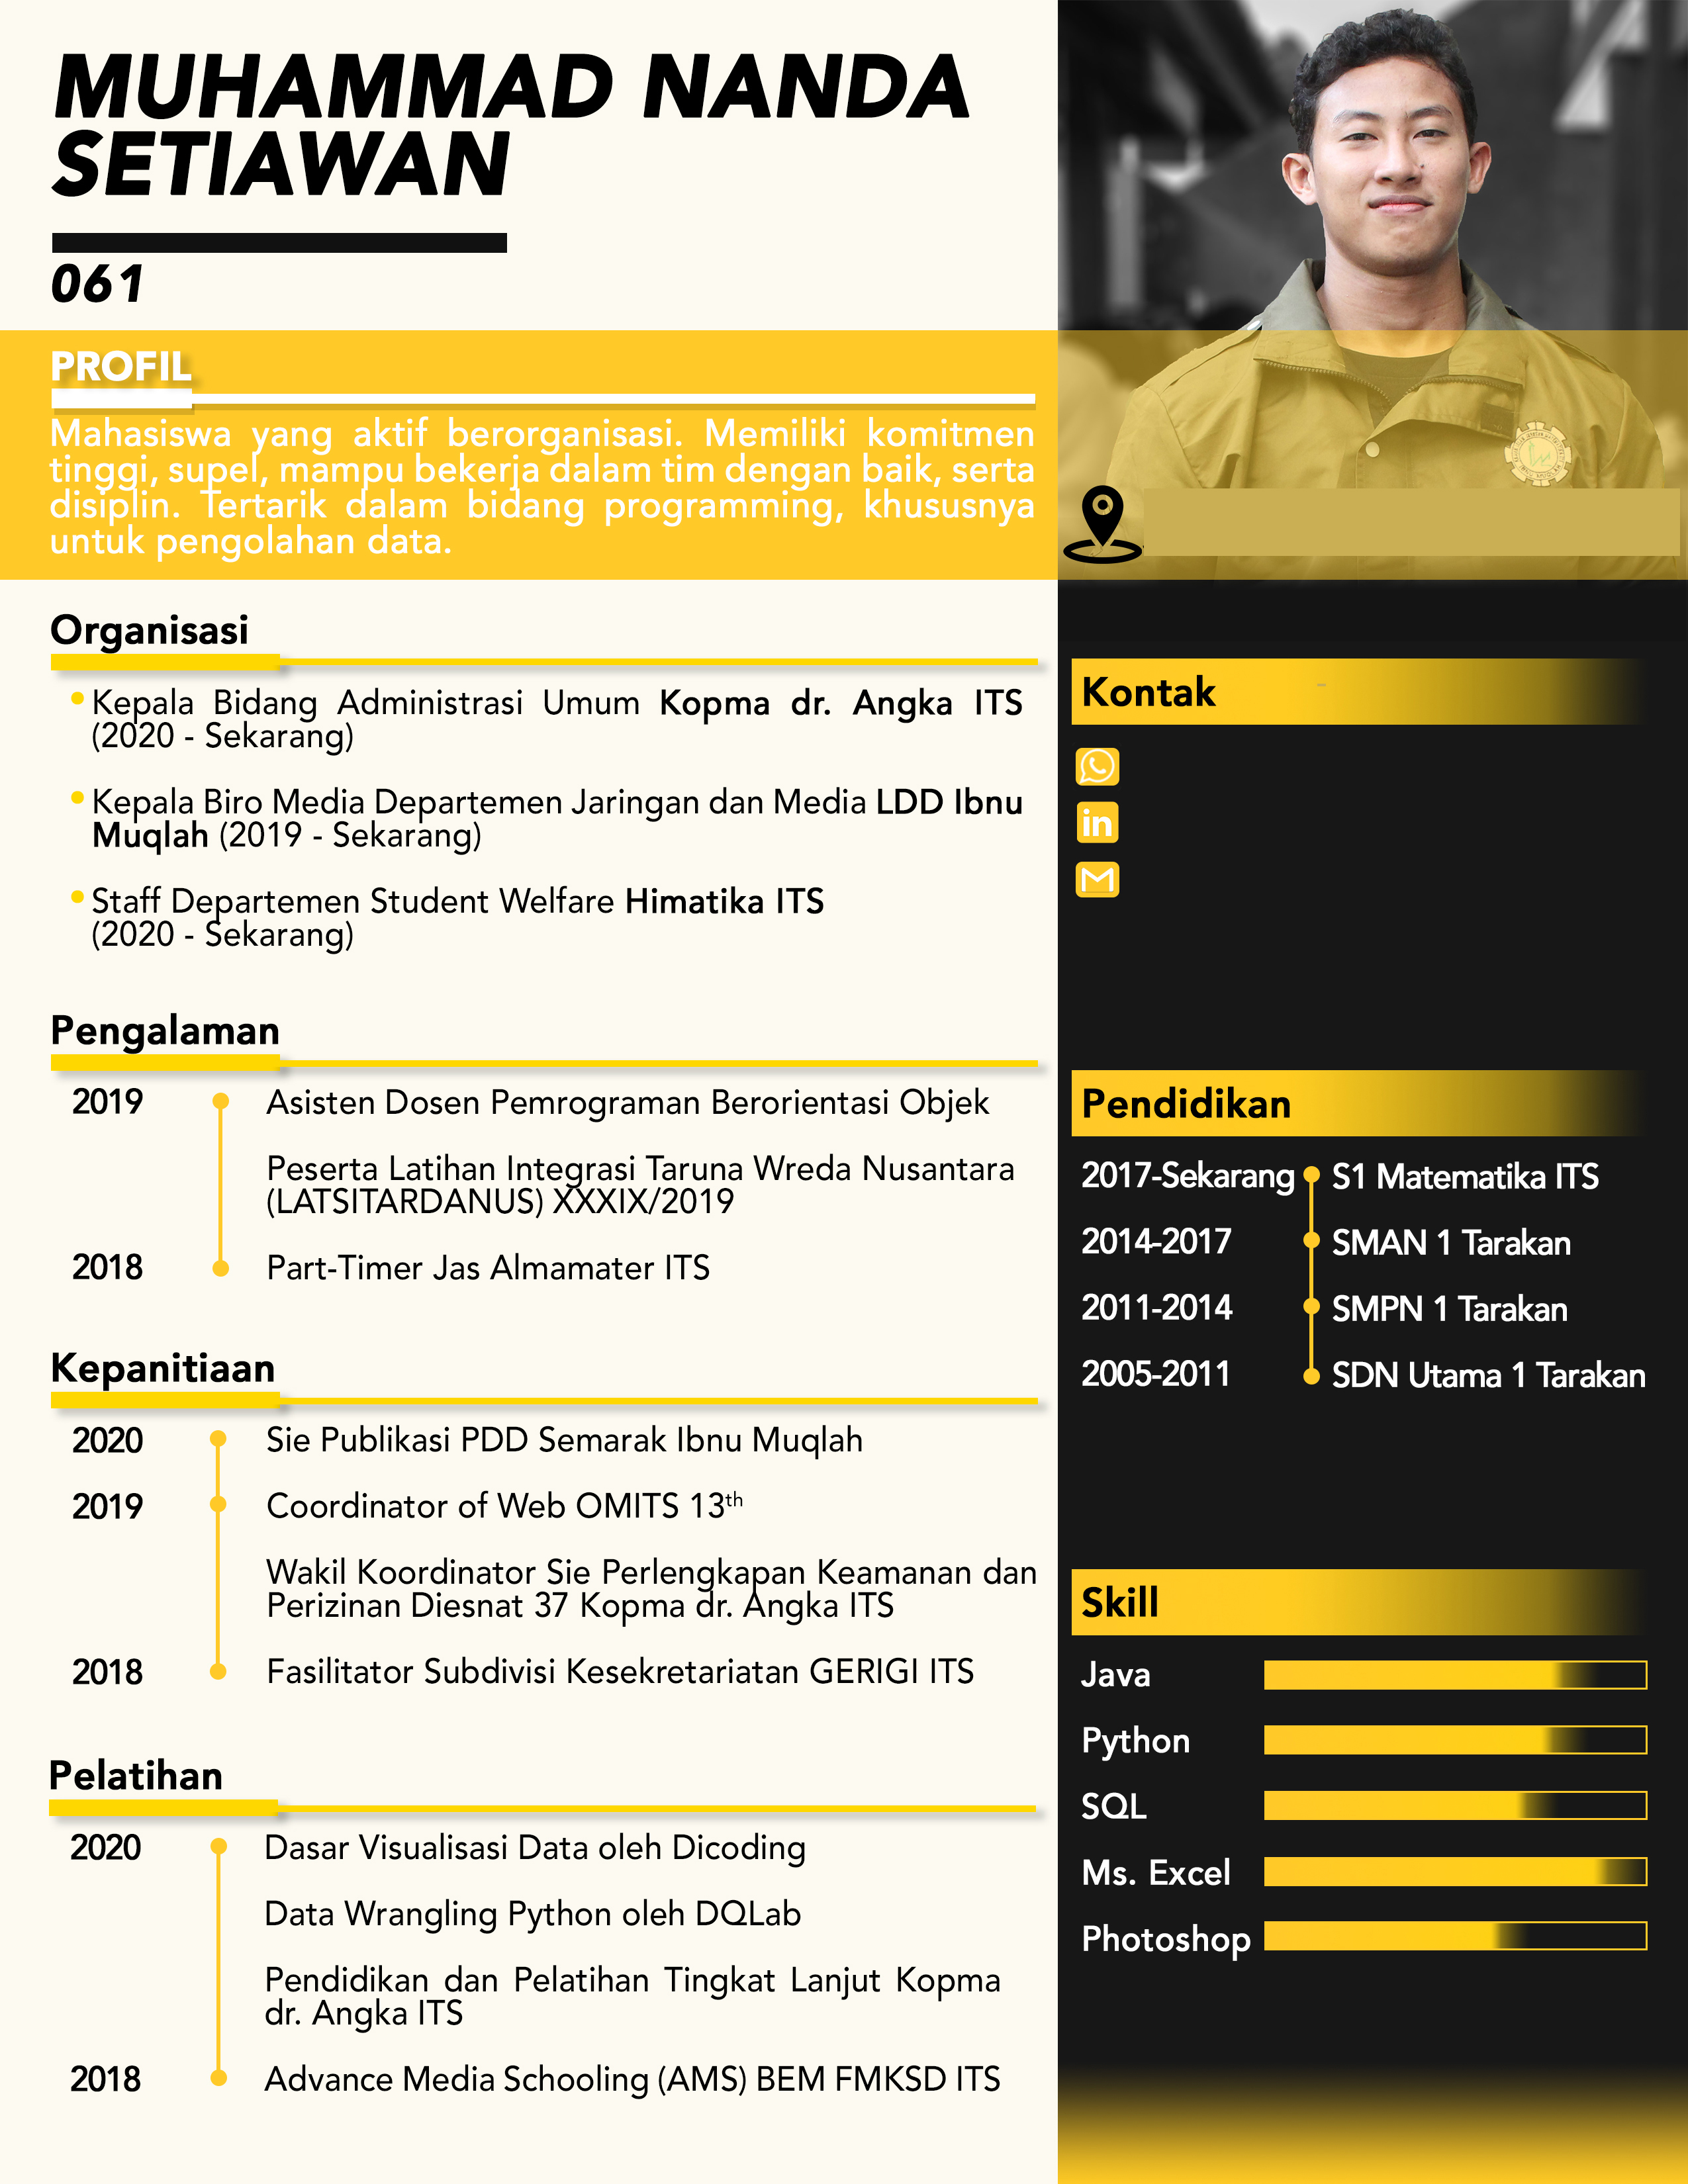 MUHAMMAD NANDA
SETIAWAN
061
PROFIL
Mahasiswa yang aktif berorganisasi. Memiliki komitmen
tinggi, supel, mampu bekerja dalam tim dengan baik, serta
disiplin. Tertarik dalam bidang programming, khususnya
untuk pengolahan data.
Organisasi
Kepala Bidang Administrasi Umum Kopma dr. Angka ITS
(2020 - Sekarang)
Kepala Biro Media Departemen Jaringan dan Media LDD Ibnu
Muqlah (2019 - Sekarang)
Staff Departemen Student Welfare Himatika ITS
(2020 - Sekarang)
Pengalaman
2019 Asisten Dosen Pemrograman Berorientasi Objek
Peserta Latihan Integrasi Taruna Wreda Nusantara
(LATSITARDANUS) XXXIX/2019
2018 Part-Timer Jas Almamater ITS
Kepanitiaan
2020 Sie Publikasi PDD Semarak Ibnu Muqlah
2019 Coordinator of Web OMITS 13th
Wakil Koordinator Sie Perlengkapan Keamanan dan
Perizinan Diesnat 37 Kopma dr. Angka ITS
2018 Fasilitator Subdivisi Kesekretariatan GERIGI ITS
Pelatihan
2020 Dasar Visualisasi Data oleh Dicoding
Data Wrangling Python oleh DQLab
Pendidikan dan Pelatihan Tingkat Lanjut Kopma
dr. Angka ITS
2018 Advance Media Schooling (AMS) BEM FMKSD ITS
Kontak
in
Pendidikan
2017-Sekarang S1 Matematika ITS
2014-2017 SMAN 1 Tarakan
2011-2014 SMPN 1 Tarakan
2005-2011 SDN Utama 1 Tarakan
Skill
Java
Python
SQL
Ms. Excel
Photoshop